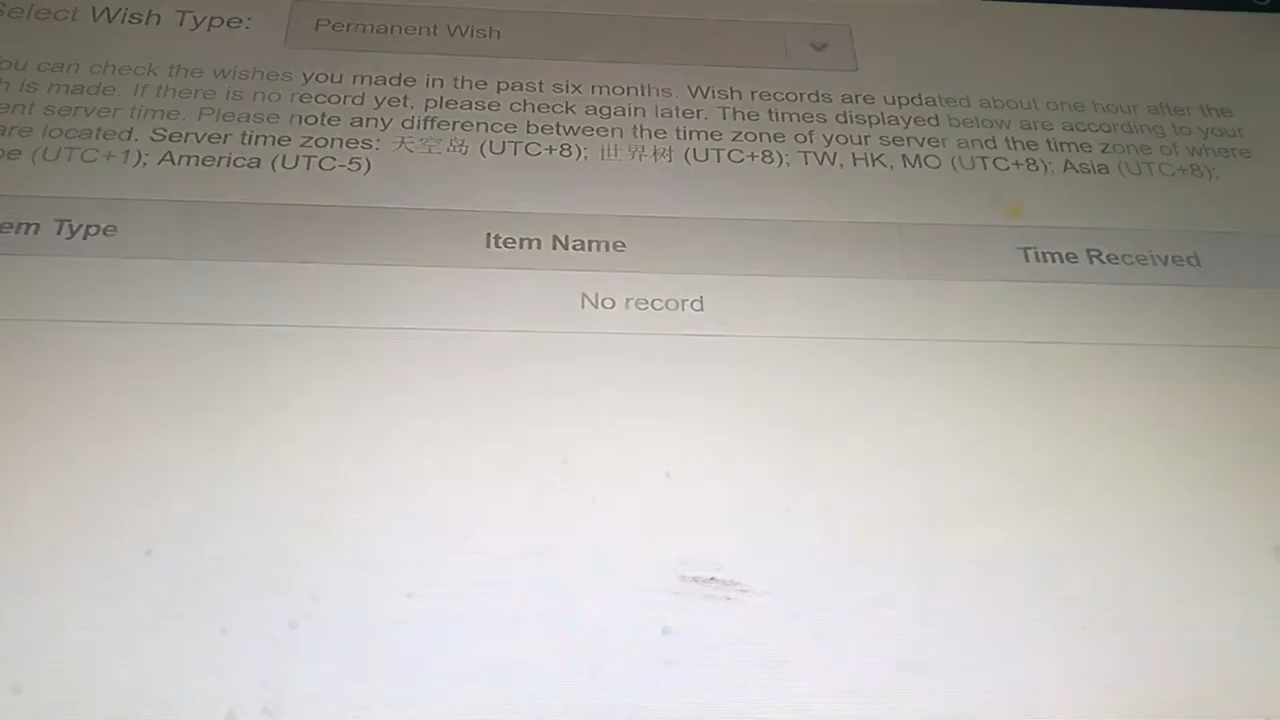 Select Wish Type: Permanent Wish
ou can check the wishes you made in the past six months. Wish records are updated about one hour after the
h is made. If there is no record yet, please check again later. The times displayed below are according to your
ent server time. Please note any difference between the time zone of your server and the time zone of where
are located. Server time zones: 天空岛 (UTC+8); 世界树 (UTC+8); TW, HK, MO (UTC+8); Asia (UTC+8);
pe (UTC+1); America (UTC-5)
em Type Item Name Time Received
No record